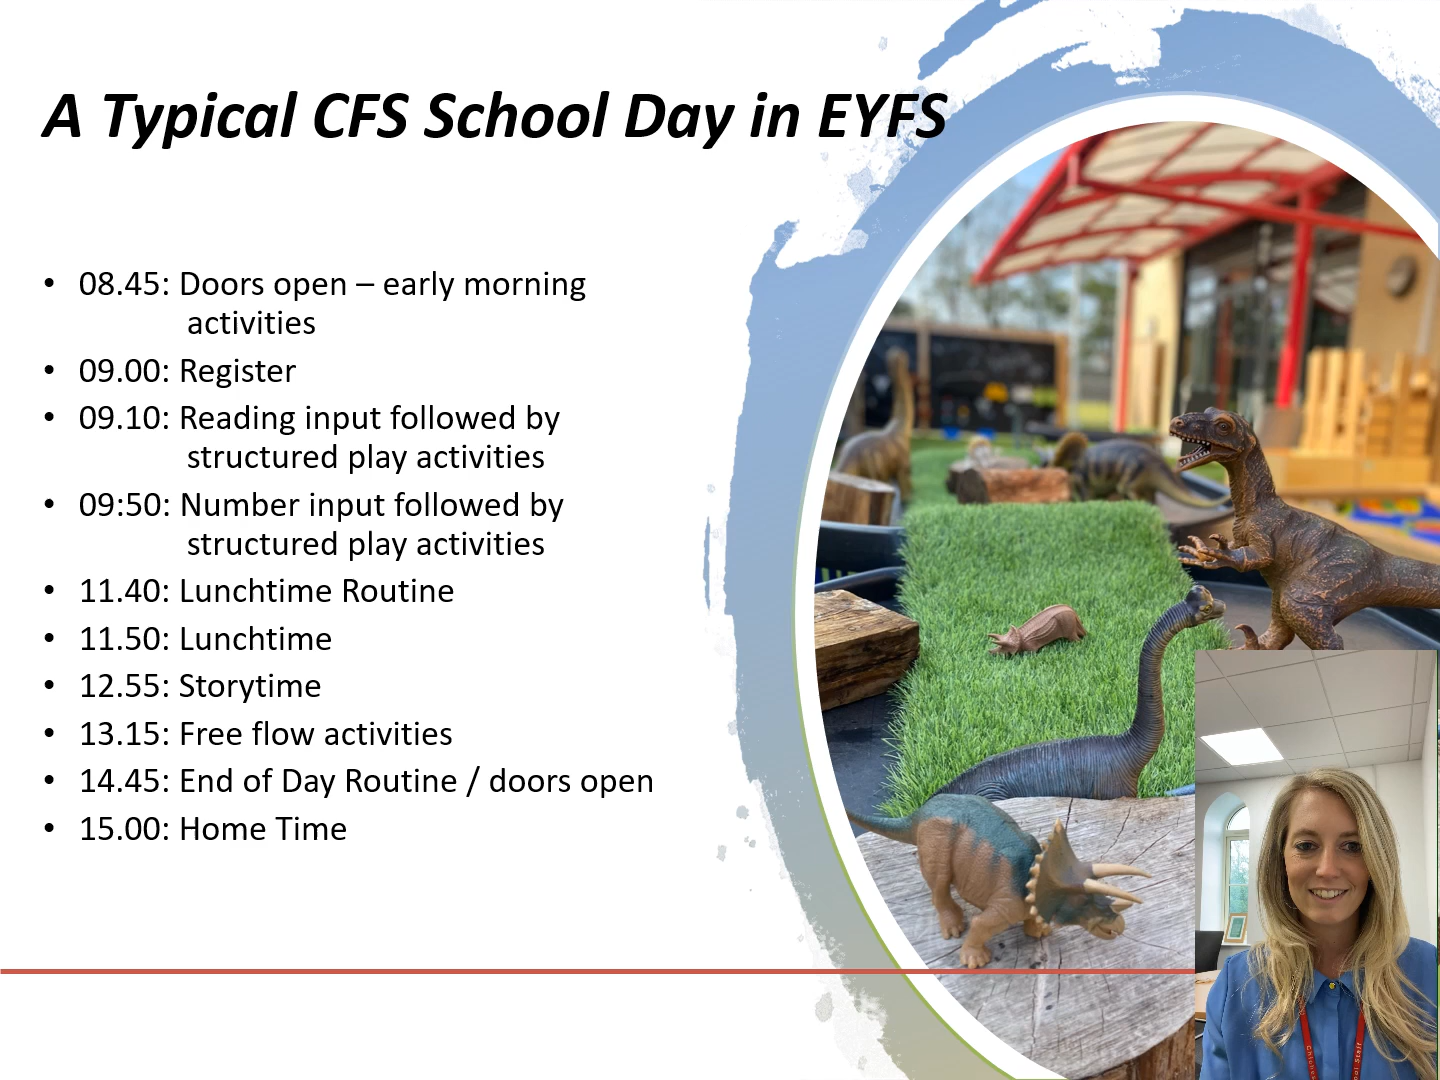 A Typical CFS School Day in EYFS
• 08.45: Doors open – early morning
activities
• 09.00: Register
• 09.10: Reading input followed by
structured play activities
• 09:50: Number input followed by
structured play activities
• 11.40: Lunchtime Routine
• 11.50: Lunchtime
• 12.55: Storytime
• 13.15: Free flow activities
• 14.45: End of Day Routine / doors open
• 15.00: Home Time